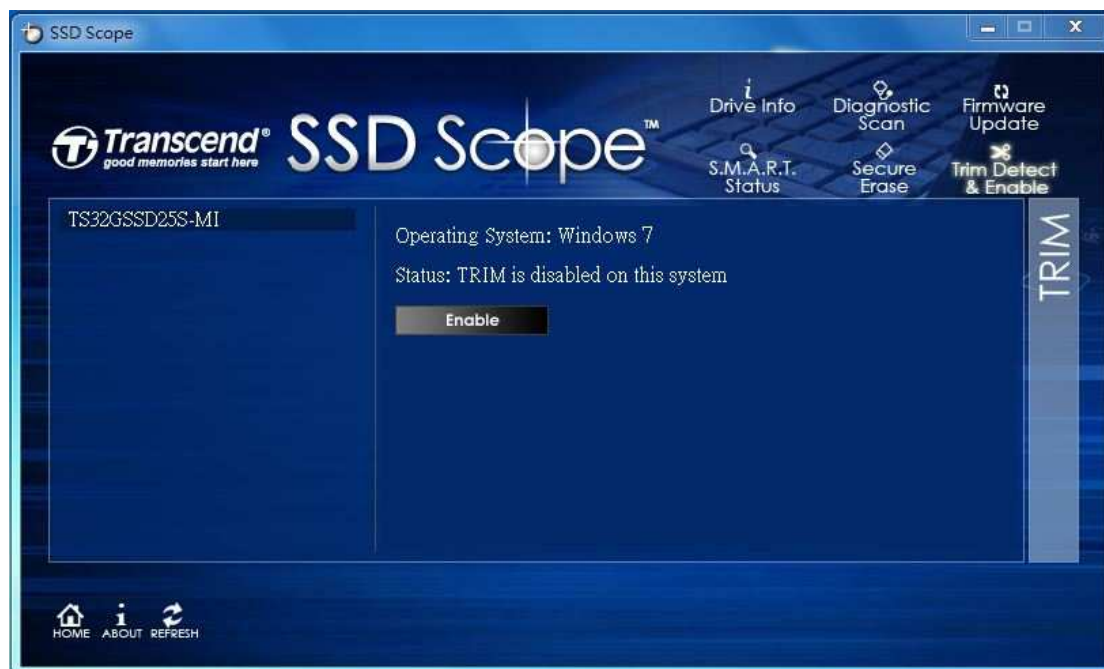 SSD Scope
Transcend®
good memories start here
SSD Scope™
Drive Info
Diagnostic
Scan
Firmware
Update
S.M.A.R.T.
Status
Secure
Erase
Trim Detect
& Enable
TS32GSSD25S-MI
Operating System: Windows 7
Status: TRIM is disabled on this system
Enable
TRIM
HOME
ABOUT
REFRESH